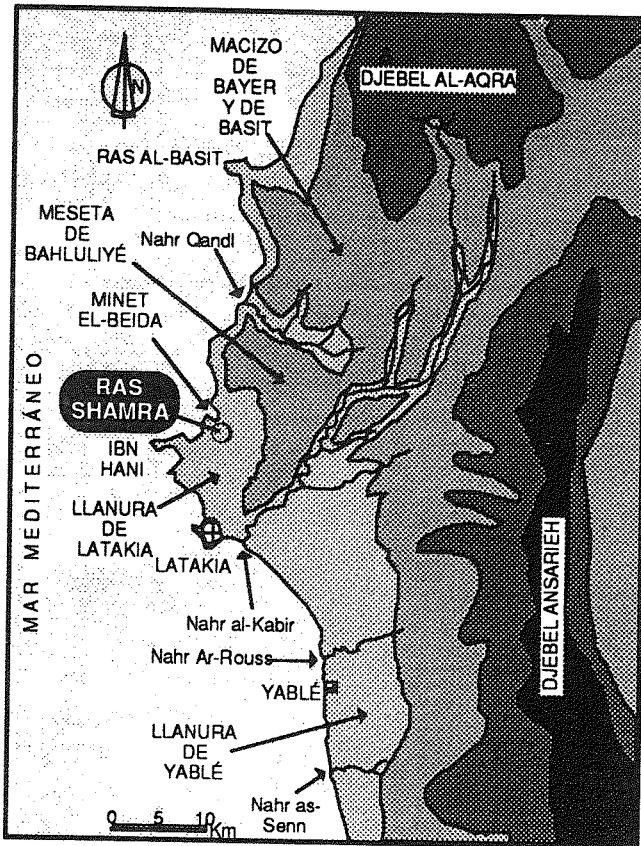 MACIZO
DE
BAYER
Y DE
BASIT
DJEBEL AL-AQRA
N
RAS AL-BASIT
MESETA
DE
BAHLULIYÉ
Nahr Qandl
MINET
EL-BEIDA
MAR MEDITERRÁNEO
RAS
SHAMRA
IBN
HANI
LLANURA
DE
LATAKIA
LATAKIA
DJEBEL ANSARIEH
Nahr al-Kabir
Nahr Ar-Rouss
YABLÉ
LLANURA
DE
YABLÉ
Nahr as-
Senn
0 5 10
Km